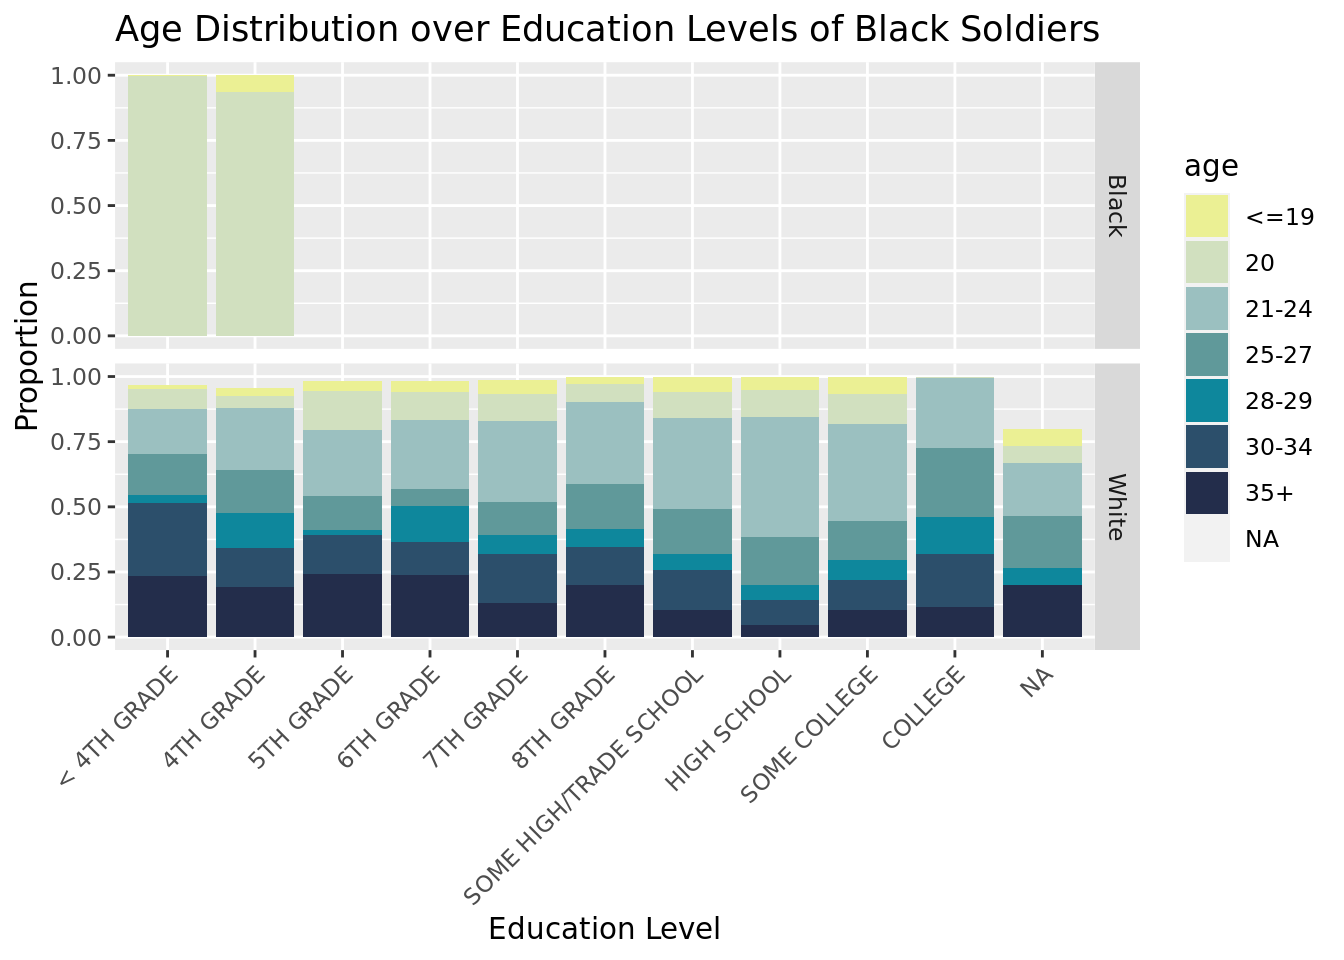 Age Distribution over Education Levels of Black Soldiers
Proportion
1.00
0.75
0.50
0.25
0.00
Black
1.00
0.75
0.50
0.25
0.00
White
< 4TH GRADE
4TH GRADE
5TH GRADE
6TH GRADE
7TH GRADE
8TH GRADE
SOME HIGH/TRADE SCHOOL
HIGH SCHOOL
SOME COLLEGE
COLLEGE
NA
Education Level
age
<=19
20
21-24
25-27
28-29
30-34
35+
NA